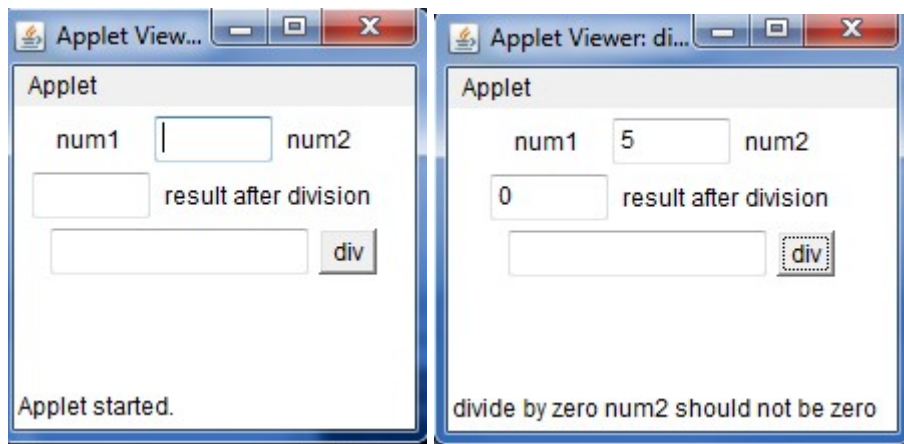 Applet View...
Applet
num1 num2
result after division
div
Applet started.
Applet Viewer: di...
Applet
num1 5 num2
0 result after division
div
divide by zero num2 should not be zero